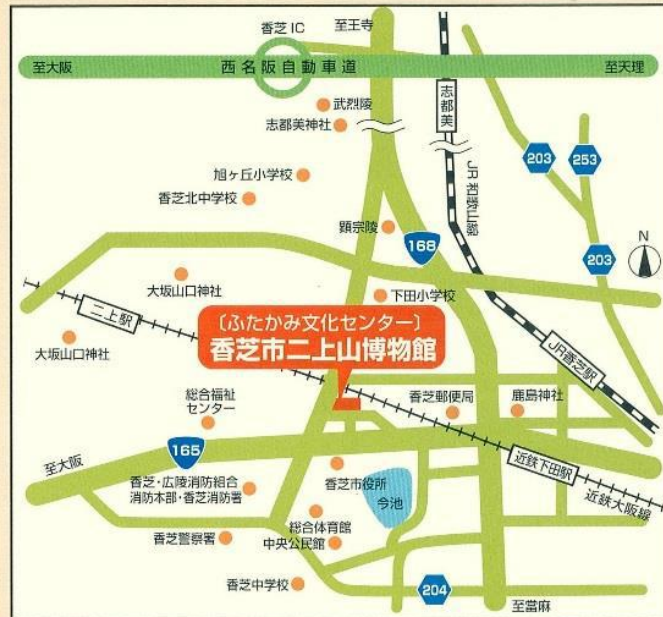 香芝IC
至王寺
至大阪
西名阪自動車道
至天理
武烈陵
志都美神社
志都美
203
253
旭ヶ丘小学校
JR和歌山線
香芝北中学校
顕宗陵
168
203
N
大坂山口神社
下田小学校
二上駅
〔ふたかみ文化センター〕
香芝市二上山博物館
大坂山口神社
JR香芝駅
総合福祉
センター
香芝郵便局
鹿島神社
165
至大阪
近鉄下田駅
香芝市役所
近鉄大阪線
香芝・広陵消防組合
消防本部・香芝消防署
今池
総合体育館
中央公民館
香芝警察署
香芝中学校
204
至當麻